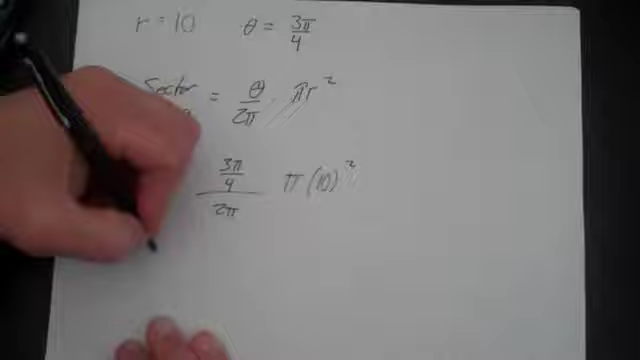 r = 10 θ = 3π/4
Sector = θ/2π · πr²
(3π/4)/2π π(10)²